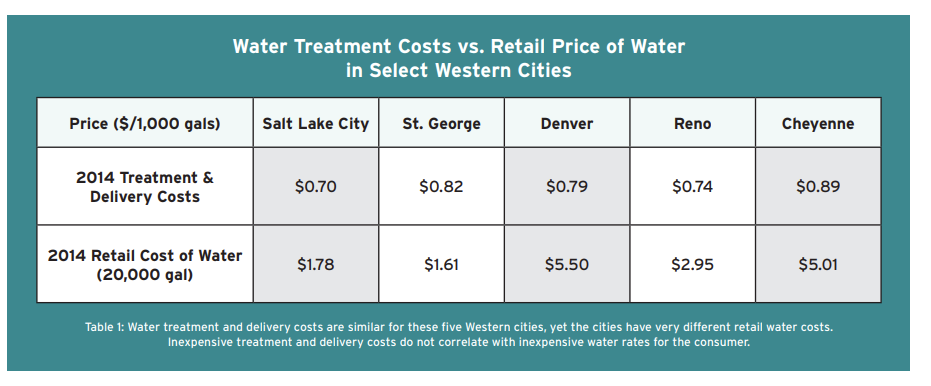 Water Treatment Costs vs. Retail Price of Water
in Select Western Cities
Price ($/1,000 gals) Salt Lake City St. George Denver Reno Cheyenne
2014 Treatment &
Delivery Costs
$0.70 $0.82 $0.79 $0.74 $0.89
2014 Retail Cost of Water
(20,000 gal)
$1.78 $1.61 $5.50 $2.95 $5.01
Table 1: Water treatment and delivery costs are similar for these five Western cities, yet the cities have very different retail water costs.
Inexpensive treatment and delivery costs do not correlate with inexpensive water rates for the consumer.